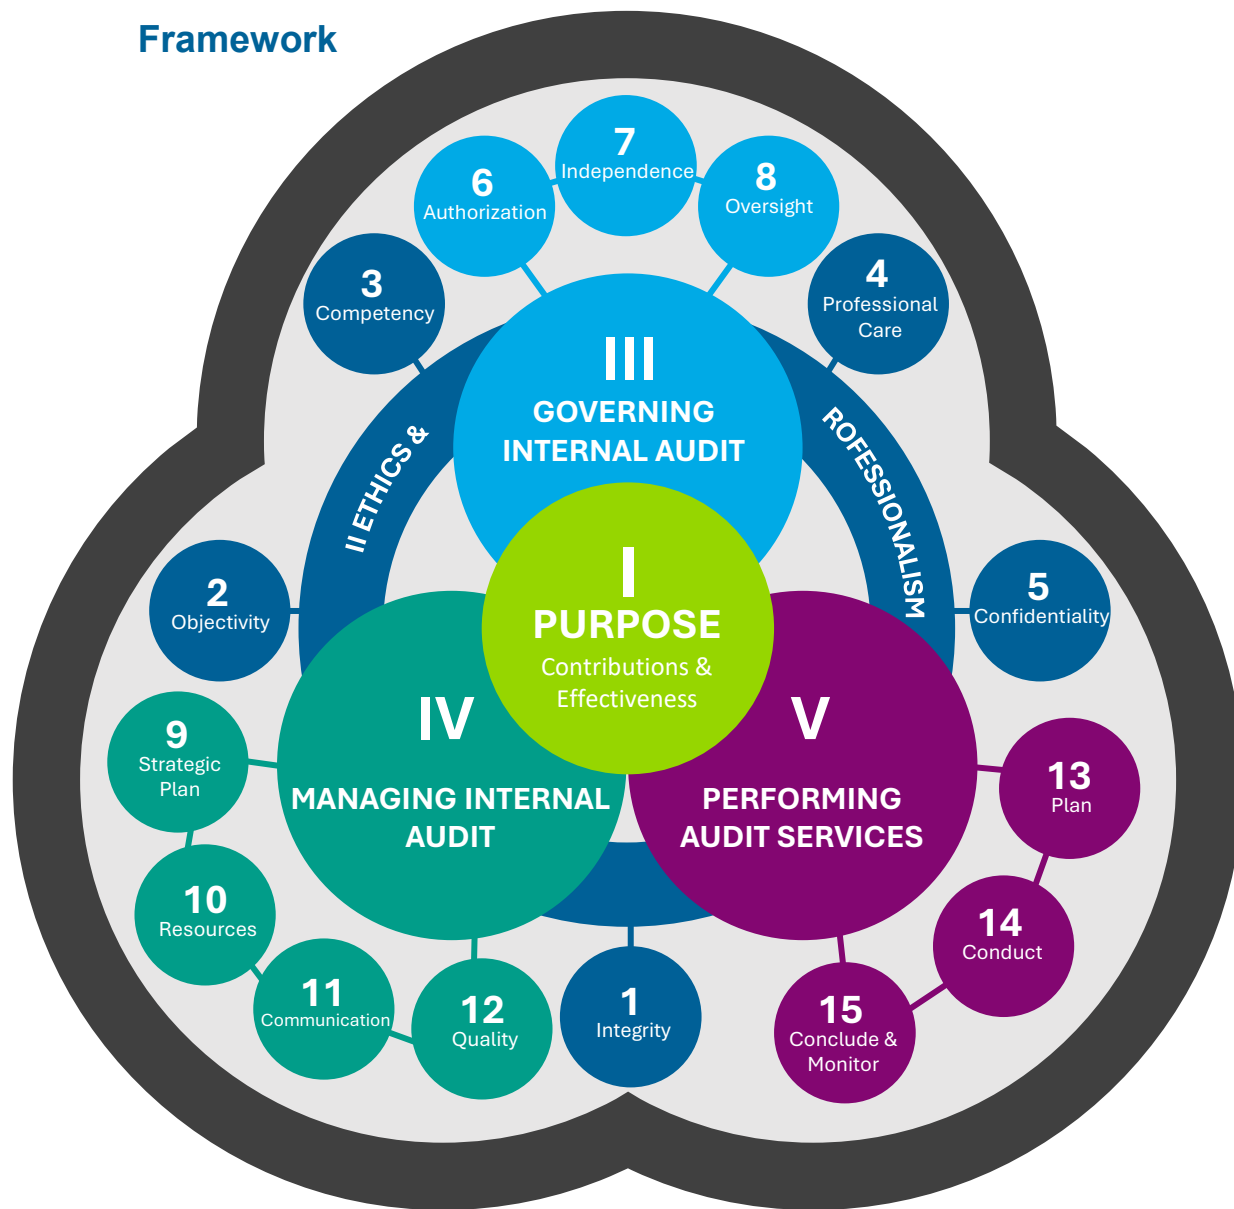 Framework
7
Independence
6
Authorization
8
Oversight
3
Competency
4
Professional
Care
III
GOVERNING
INTERNAL AUDIT
II ETHICS &
ROFESSIONALISM
2
Objectivity
I
PURPOSE
Contributions &
Effectiveness
5
Confidentiality
9
Strategic
Plan
IV
MANAGING INTERNAL
AUDIT
V
PERFORMING
AUDIT SERVICES
13
Plan
10
Resources
14
Conduct
11
Communication
12
Quality
1
Integrity
15
Conclude &
Monitor